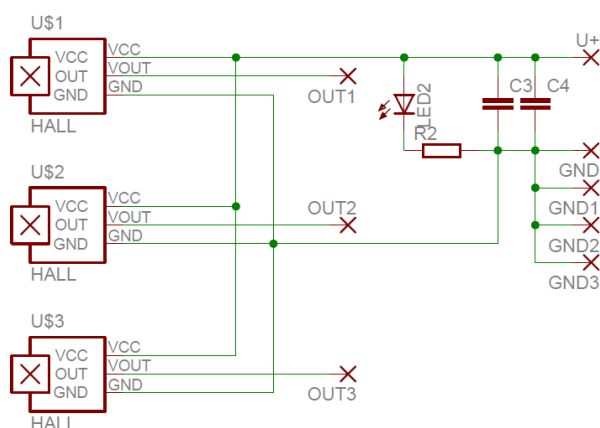 U$1
VCC
OUT
GND
VCC
VOUT
GND
HALL
OUT1
U$2
VCC
OUT
GND
VCC
VOUT
GND
HALL
OUT2
U$3
VCC
OUT
GND
VCC
VOUT
GND
HALL
OUT3
LED2
R2
C3
C4
U+
GND
GND1
GND2
GND3